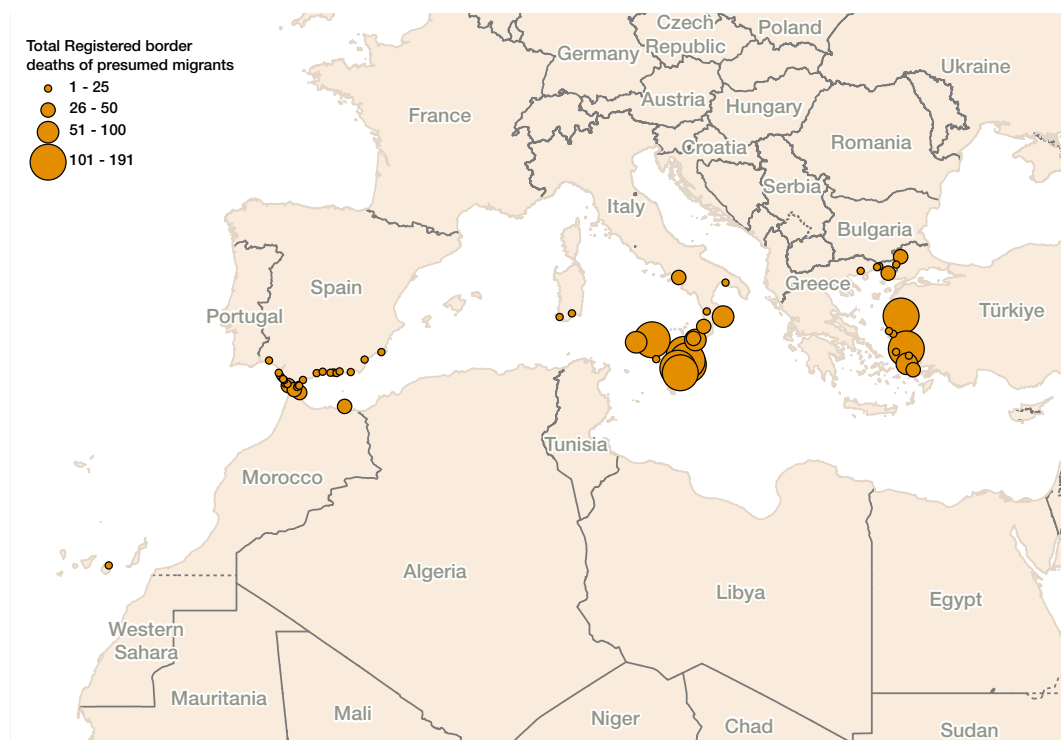 Total Registered border
deaths of presumed migrants
1 - 25
26 - 50
51 - 100
101 - 191
Czech
Republic
Poland
Germany
Ukraine
Austria
Hungary
France
Croatia
Romania
Serbia
Italy
Bulgaria
Spain
Greece
Portugal
Türkiye
Tunisia
Morocco
Algeria
Libya
Egypt
Western
Sahara
Mauritania
Mali
Niger
Chad
Sudan